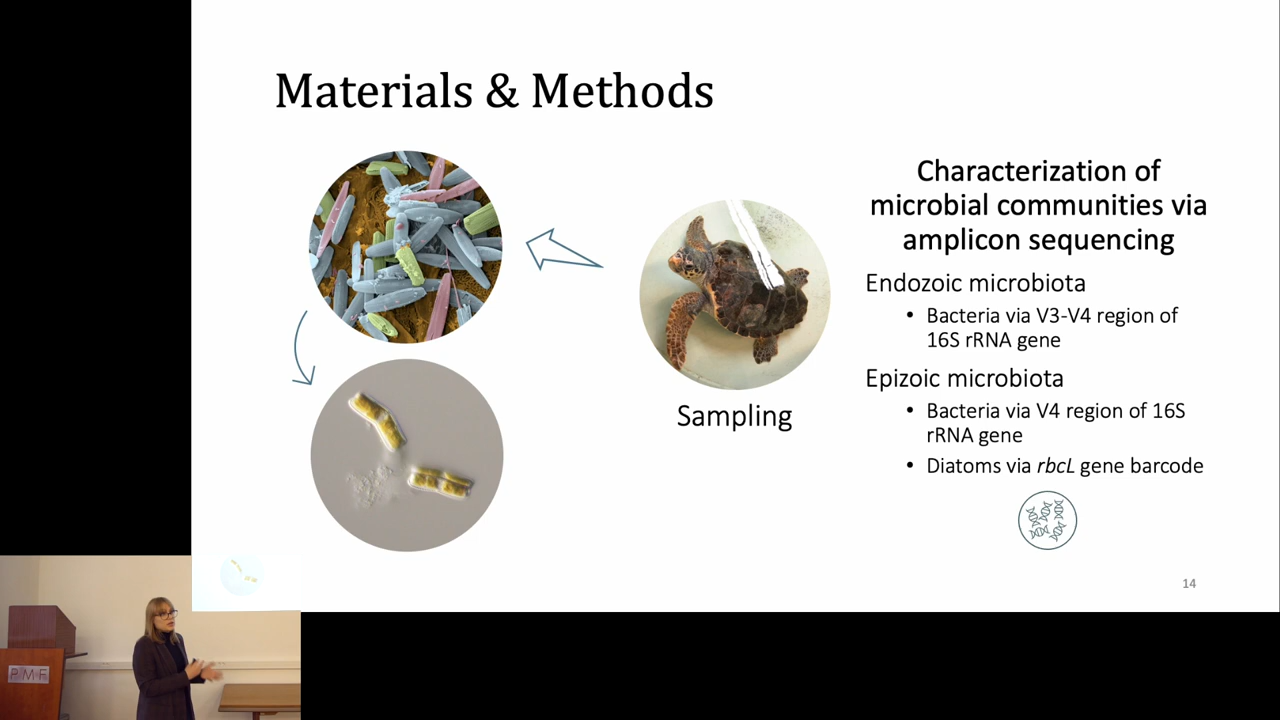 Materials & Methods
Sampling
Characterization of
microbial communities via
amplicon sequencing
Endozoic microbiota
• Bacteria via V3-V4 region of
16S rRNA gene
Epizoic microbiota
• Bacteria via V4 region of 16S
rRNA gene
• Diatoms via rbcL gene barcode
14
PMF